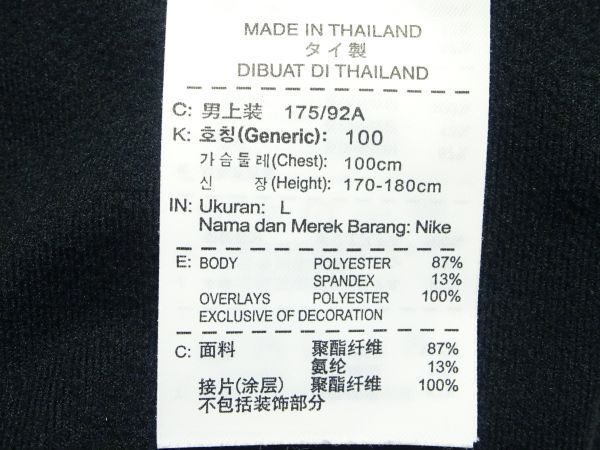 MADE IN THAILAND
タイ製
DIBUAT DI THAILAND
C: 男上装 175/92A
K: 호칭(Generic): 100
가슴둘레(Chest): 100cm
신 장(Height): 170-180cm
IN: Ukuran: L
Nama dan Merek Barang: Nike
E: BODY POLYESTER 87%
SPANDEX 13%
OVERLAYS POLYESTER 100%
EXCLUSIVE OF DECORATION
C: 面料 聚酯纤维 87%
氨纶 13%
接片(涂层) 聚酯纤维 100%
不包括装饰部分